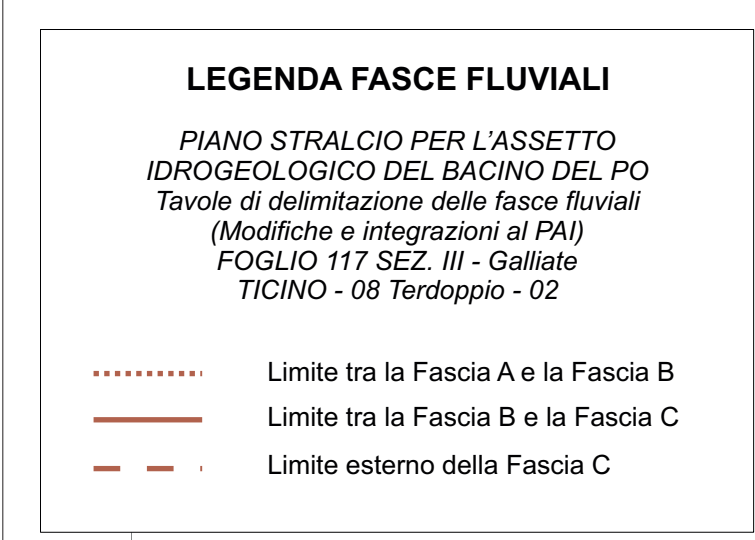 LEGENDA FASCE FLUVIALI
PIANO STRALCIO PER L’ASSETTO
IDROGEOLOGICO DEL BACINO DEL PO
Tavole di delimitazione delle fasce fluviali
(Modifiche e integrazioni al PAI)
FOGLIO 117 SEZ. III - Galliate
TICINO - 08 Terdoppio - 02
Limite tra la Fascia A e la Fascia B
Limite tra la Fascia B e la Fascia C
Limite esterno della Fascia C